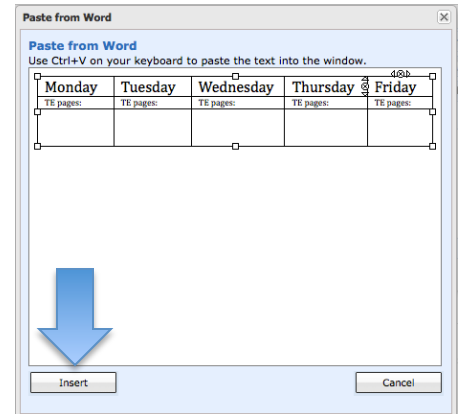 Paste from Word
Paste from Word
Use Ctrl+V on your keyboard to paste the text into the window.
Monday Tuesday Wednesday Thursday Friday
TE pages: TE pages: TE pages: TE pages: TE pages:
Insert Cancel